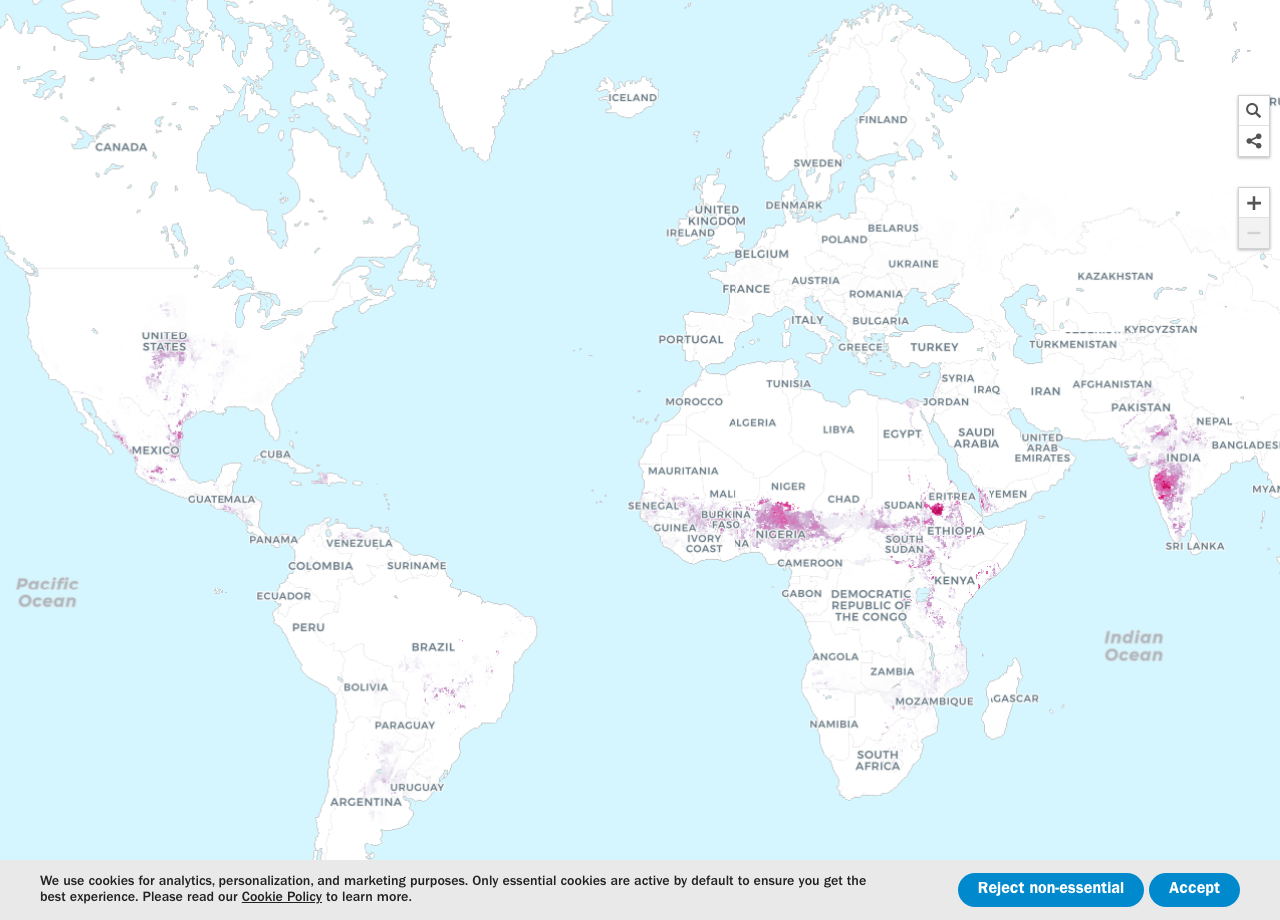 ICELAND
FINLAND
CANADA
SWEDEN
DENMARK
UNITED
KINGDOM
IRELAND
BELARUS
POLAND
BELGIUM
UKRAINE
KAZAKHSTAN
AUSTRIA
FRANCE
ROMANIA
ITALY
BULGARIA
KYRGYZSTAN
UNITED
STATES
PORTUGAL
GREECE
TURKEY
TURKMENISTAN
TUNISIA
SYRIA
IRAQ
IRAN
AFGHANISTAN
MOROCCO
JORDAN
PAKISTAN
ALGERIA
LIBYA
EGYPT
SAUDI
ARABIA
NEPAL
UNITED
ARAB
EMIRATES
BANGLADES
MEXICO
CUBA
INDIA
MAURITANIA
NIGER
MYAN
GUATEMALA
MALI
CHAD
SUDAN
ERITREA
YEMEN
SENEGAL
BURKINA
FASO
GUINEA
NIGERIA
ETHIOPIA
IVORY
COAST
NA
SOUTH
SUDAN
PANAMA
VENEZUELA
SRI LANKA
COLOMBIA
SURINAME
CAMEROON
Pacific
Ocean
ECUADOR
GABON
DEMOCRATIC
REPUBLIC OF
THE CONGO
KENYA
PERU
BRAZIL
Indian
Ocean
ANGOLA
ZAMBIA
BOLIVIA
MOZAMBIQUE
GASCAR
PARAGUAY
NAMIBIA
SOUTH
AFRICA
URUGUAY
ARGENTINA
We use cookies for analytics, personalization, and marketing purposes. Only essential cookies are active by default to ensure you get the
best experience. Please read our Cookie Policy to learn more.
Reject non-essential
Accept